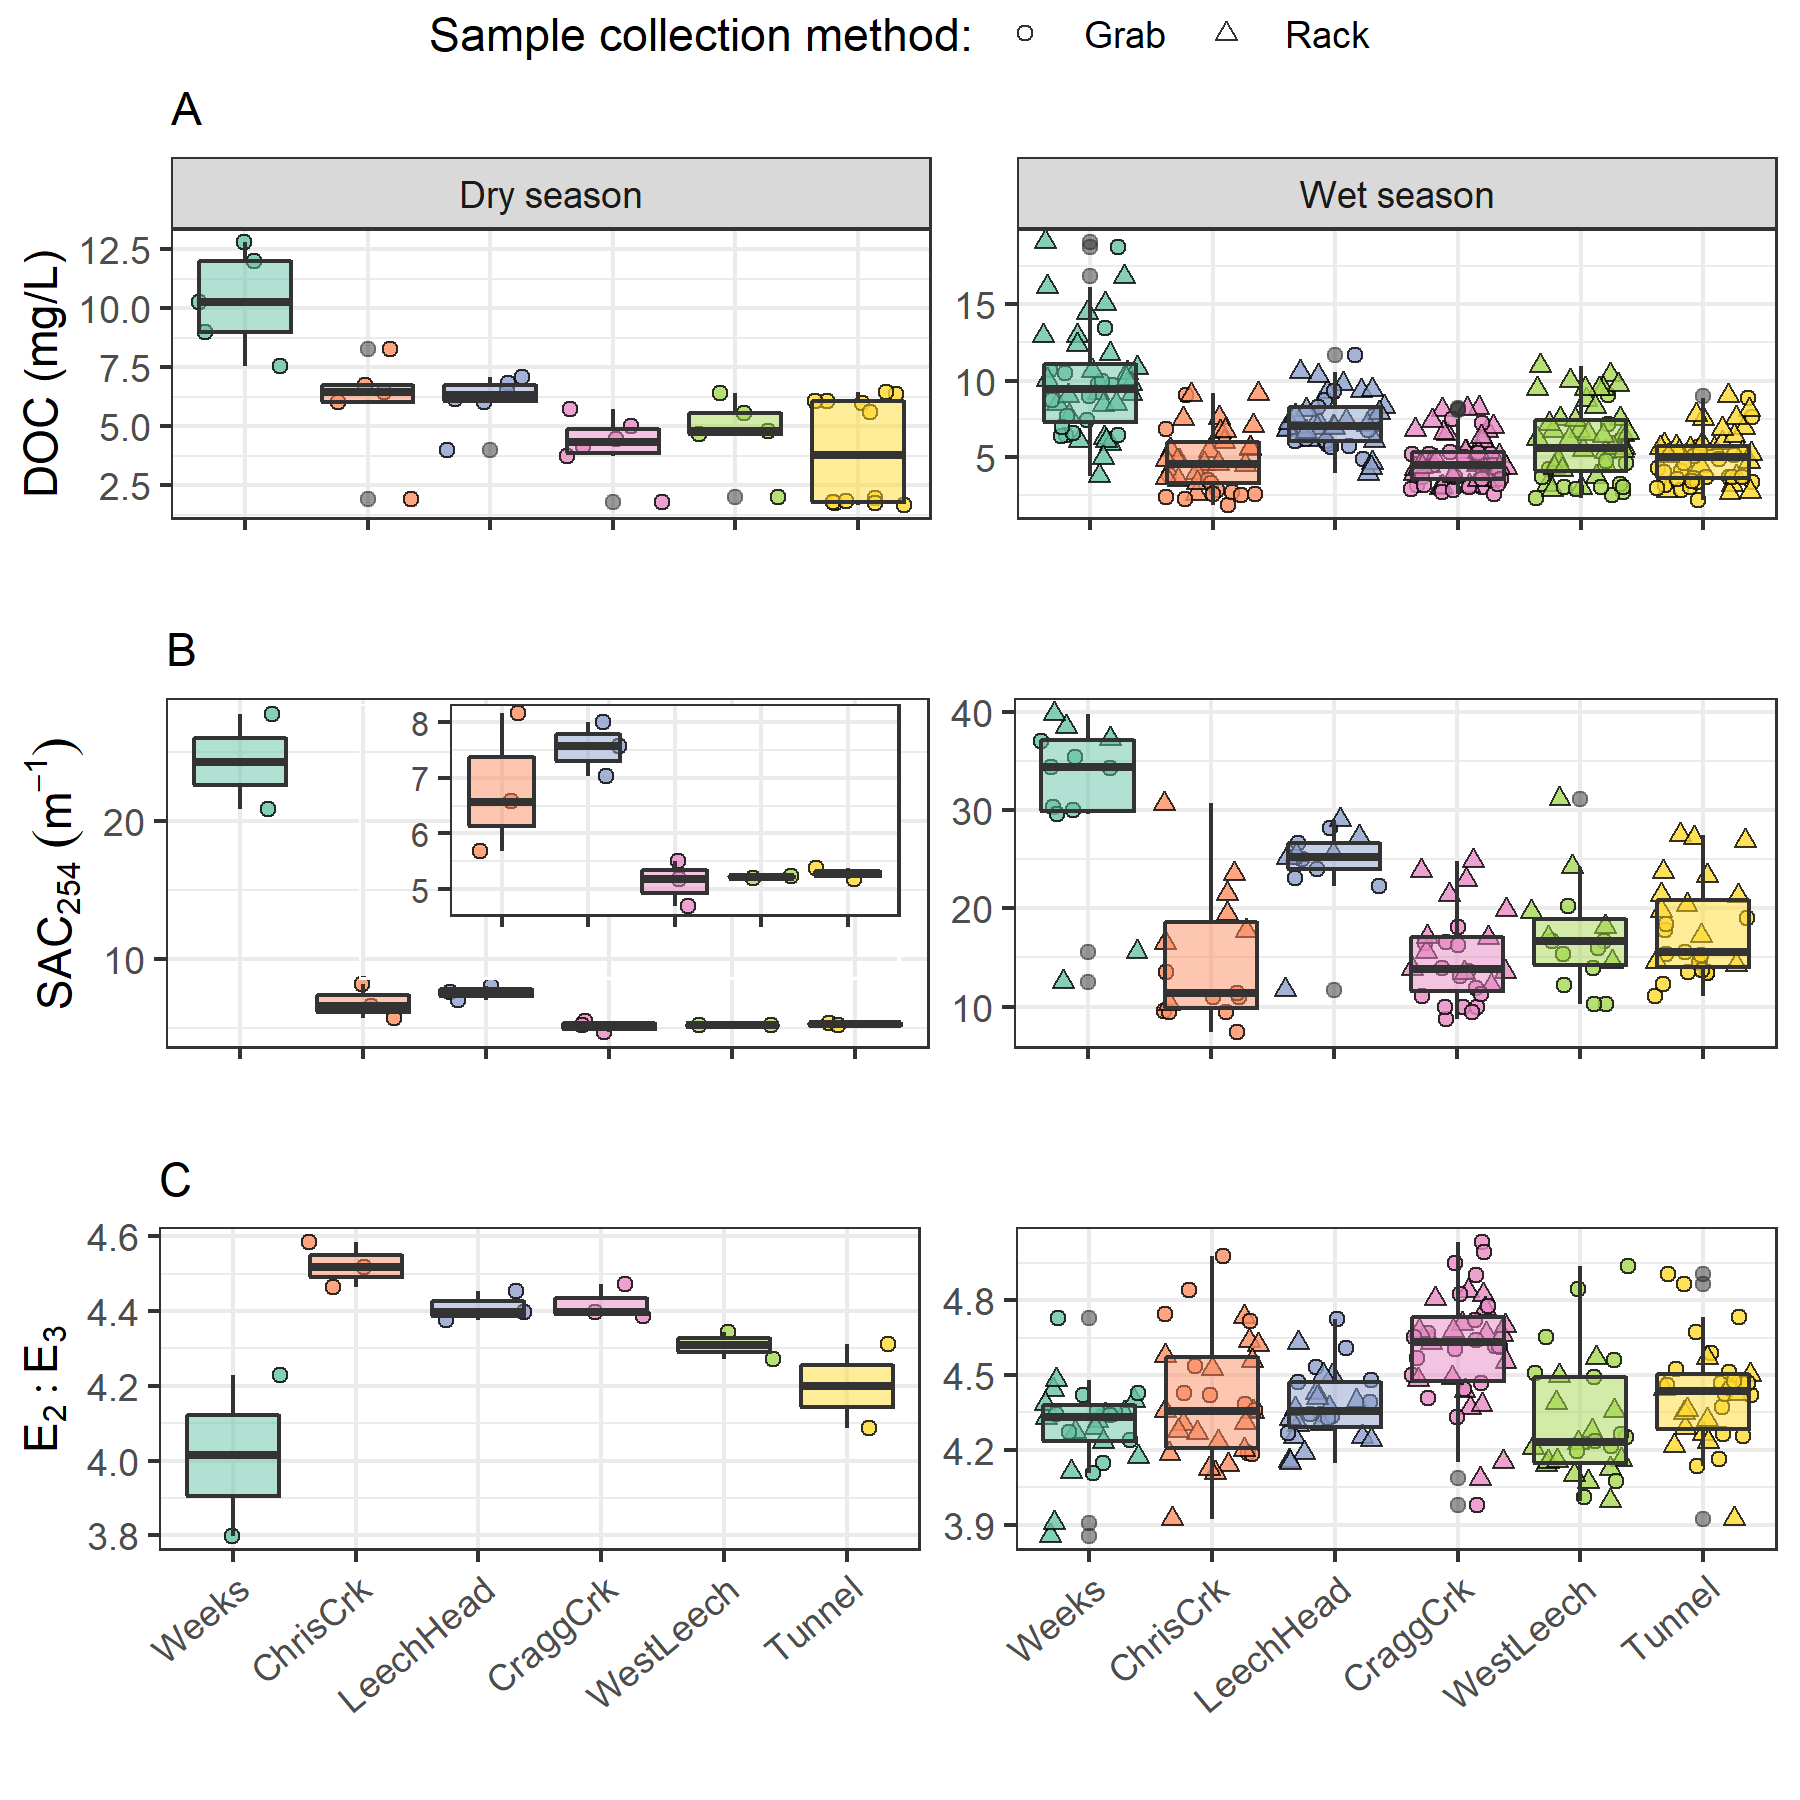 Sample collection method: Grab Rack
A
Dry season Wet season
DOC (mg/L)
12.5
10.0
7.5
5.0
2.5
15
10
5
B
SAC₂₅₄ (m⁻¹)
20
10
8
7
6
5
40
30
20
10
C
E₂ : E₃
4.6
4.4
4.2
4.0
3.8
4.8
4.5
4.2
3.9
Weeks ChrisCrk LeechHead CraggCrk WestLeech Tunnel
Weeks ChrisCrk LeechHead CraggCrk WestLeech Tunnel